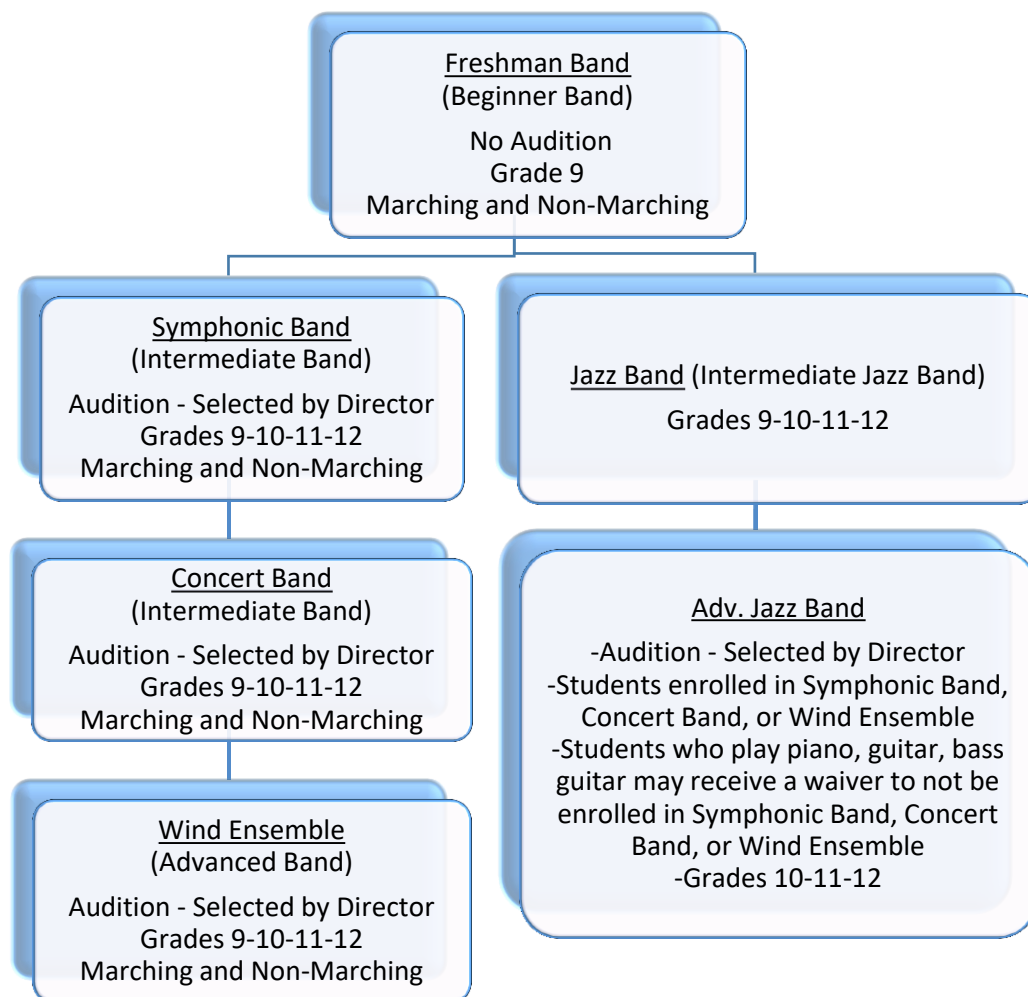 Freshman Band
(Beginner Band)
No Audition
Grade 9
Marching and Non-Marching
Symphonic Band
(Intermediate Band)
Audition - Selected by Director
Grades 9-10-11-12
Marching and Non-Marching
Jazz Band (Intermediate Jazz Band)
Grades 9-10-11-12
Concert Band
(Intermediate Band)
Audition - Selected by Director
Grades 9-10-11-12
Marching and Non-Marching
Adv. Jazz Band
-Audition - Selected by Director
-Students enrolled in Symphonic Band,
Concert Band, or Wind Ensemble
-Students who play piano, guitar, bass
guitar may receive a waiver to not be
enrolled in Symphonic Band, Concert
Band, or Wind Ensemble
-Grades 10-11-12
Wind Ensemble
(Advanced Band)
Audition - Selected by Director
Grades 9-10-11-12
Marching and Non-Marching